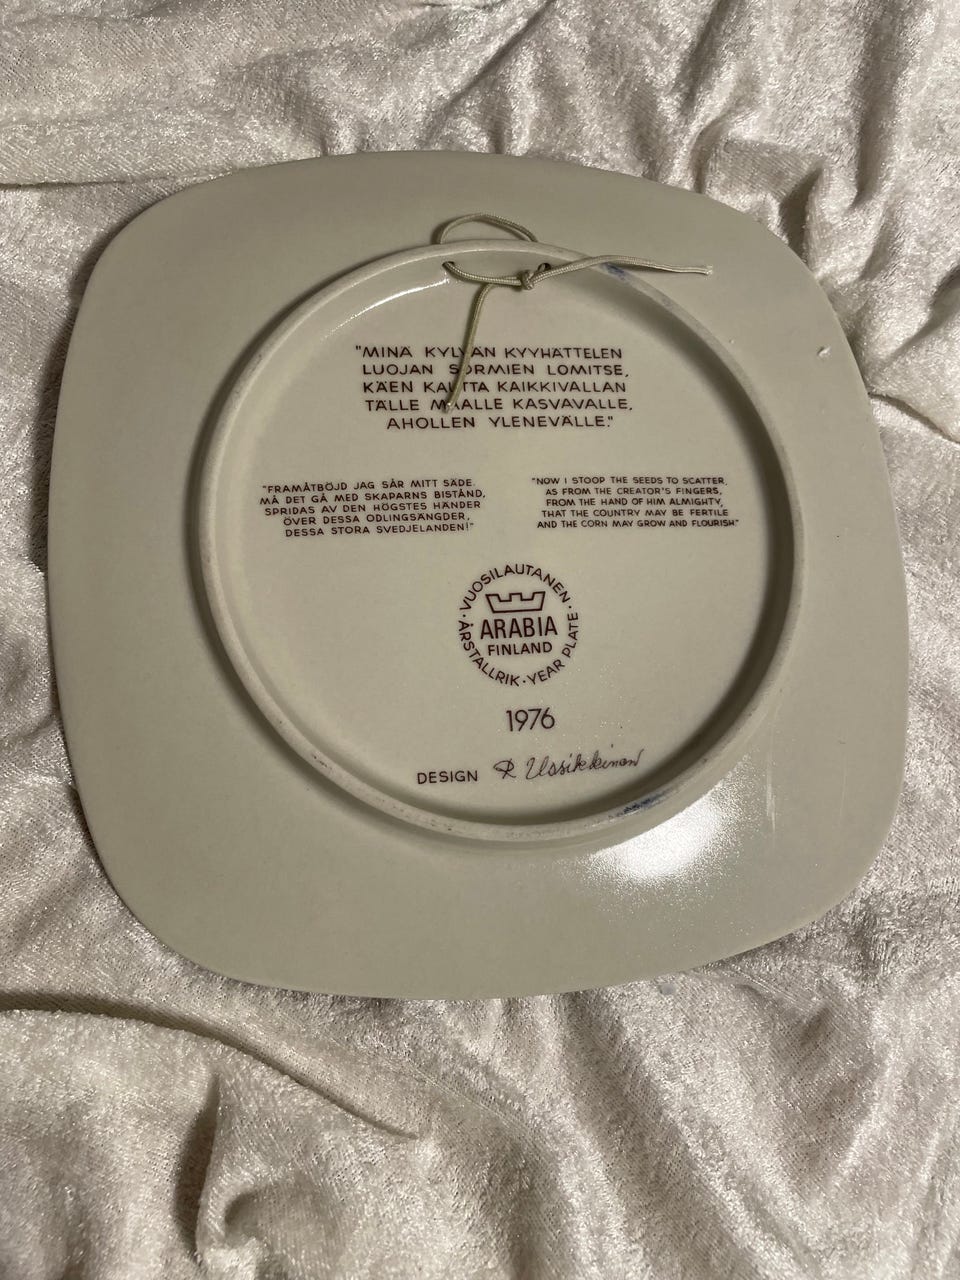 "MINÄ KYLVÄN KYYHÄTTELEN
LUOJAN SORMIEN LOMITSE,
KÄEN KAUTTA KAIKKIVALLAN
TÄLLE MAALLE KASVAVALLE,
AHOLLEN YLENEVÄLLE."
"FRAMÅTBÖJD JAG SÅR MITT SÄDE.
MÅ DET GÅ MED SKAPARNS BISTÅND,
SPRIDAS AV DEN HÖGSTES HÄNDER
ÖVER DESSA ODLINGSÄNGDER,
DESSA STORA SVEDJELANDEN!"
"NOW I STOOP THE SEEDS TO SCATTER,
AS FROM THE CREATOR'S FINGERS,
FROM THE HAND OF HIM ALMIGHTY,
THAT THE COUNTRY MAY BE FERTILE
AND THE CORN MAY GROW AND FLOURISH."
· VUOSILAUTANEN ·
ARABIA
FINLAND
ÅRSTALLRIK · YEAR PLATE
1976
DESIGN R Uosikkinen